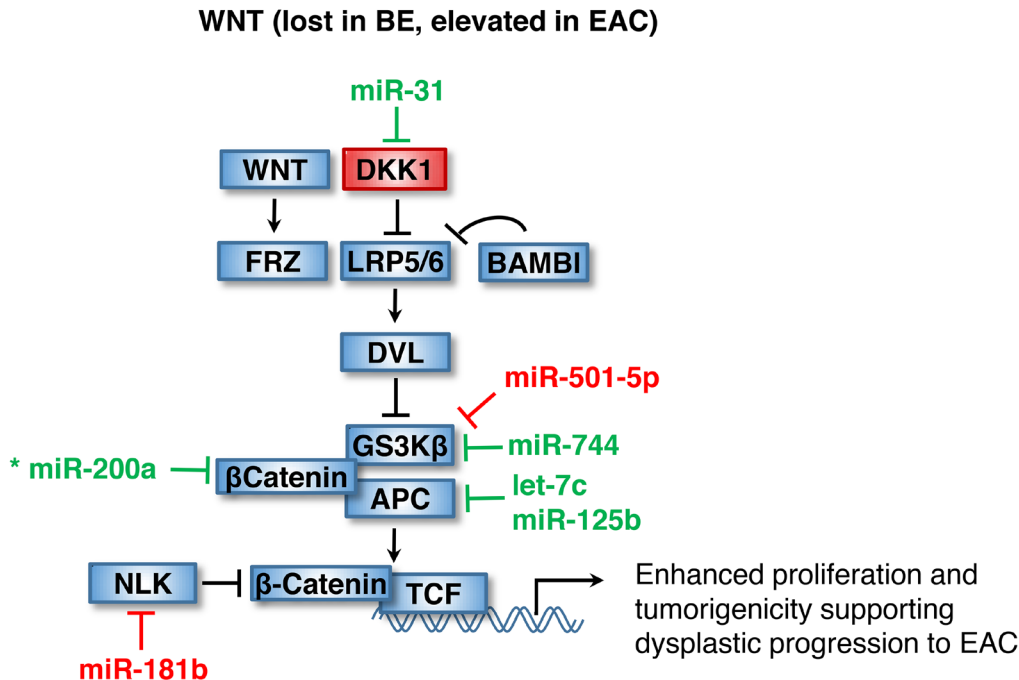 WNT (lost in BE, elevated in EAC)
miR-31
WNT
DKK1
FRZ
LRP5/6
BAMBI
DVL
miR-501-5p
GS3Kβ
miR-744
* miR-200a
βCatenin
let-7c
APC
miR-125b
NLK
β-Catenin
TCF
Enhanced proliferation and
tumorigenicity supporting
dysplastic progression to EAC
miR-181b